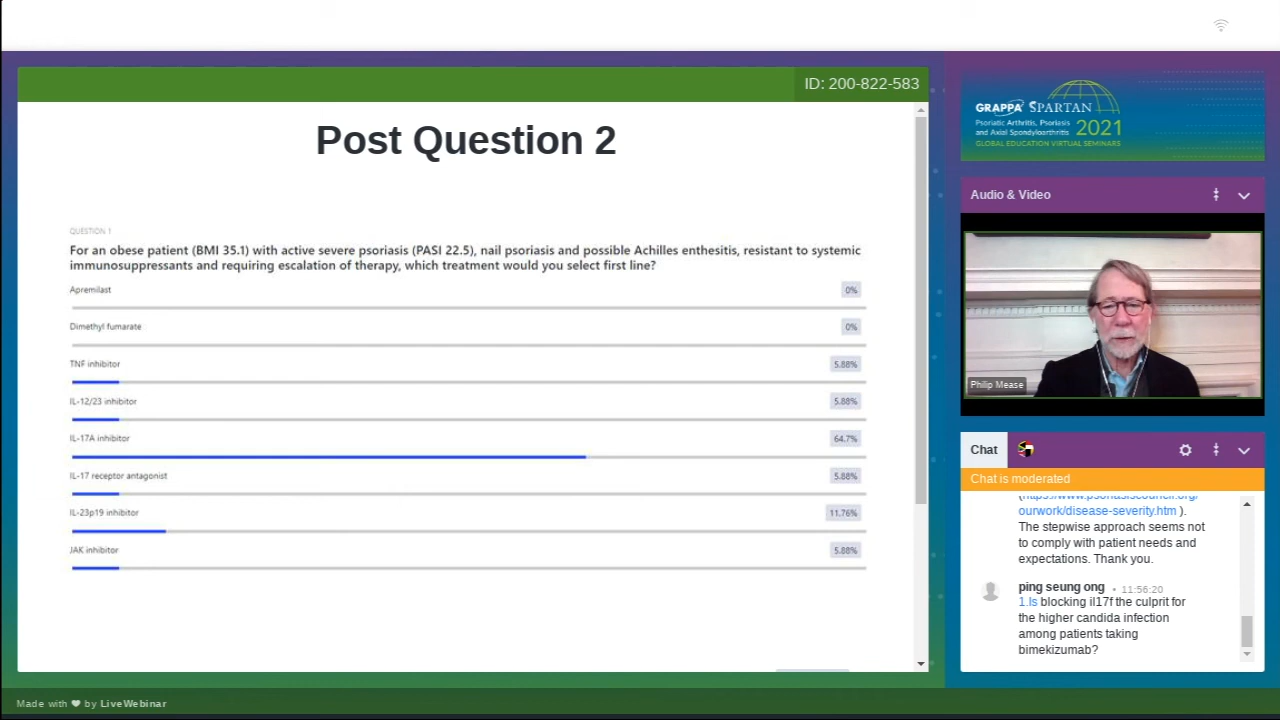 ID: 200-822-583
Post Question 2
QUESTION 1
For an obese patient (BMI 35.1) with active severe psoriasis (PASI 22.5), nail psoriasis and possible Achilles enthesitis, resistant to systemic
immunosuppressants and requiring escalation of therapy, which treatment would you select first line?
Apremilast 0%
Dimethyl fumarate 0%
TNF inhibitor 5.88%
IL-12/23 inhibitor 5.88%
IL-17A inhibitor 64.7%
IL-17 receptor antagonist 5.88%
IL-23p19 inhibitor 11.76%
JAK inhibitor 5.88%
GRAPPA SPARTAN
Psoriatic Arthritis, Psoriasis
and Axial Spondyloarthritis 2021
GLOBAL EDUCATION VIRTUAL SEMINARS
Audio & Video
Philip Mease
Chat
Chat is moderated
(https://www.psoriasiscouncil.org/
ourwork/disease-severity.htm ).
The stepwise approach seems not
to comply with patient needs and
expectations. Thank you.
ping seung ong • 11:56:20
1.Is blocking il17f the culprit for
the higher candida infection
among patients taking
bimekizumab?
Made with ❤ by LiveWebinar